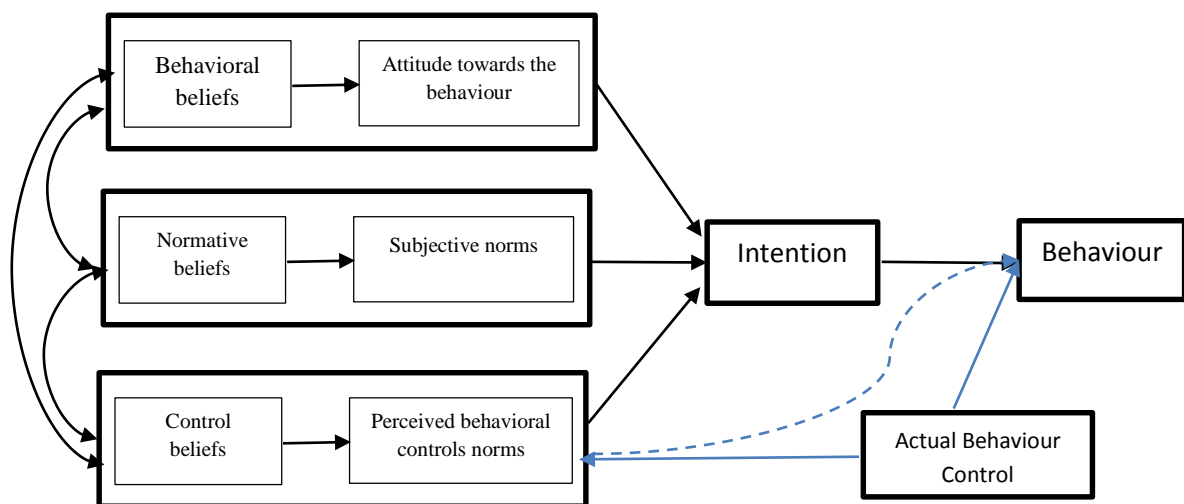 Behavioral
beliefs
Attitude towards the
behaviour
Normative
beliefs
Subjective norms
Intention
Behaviour
Control
beliefs
Perceived behavioral
controls norms
Actual Behaviour
Control